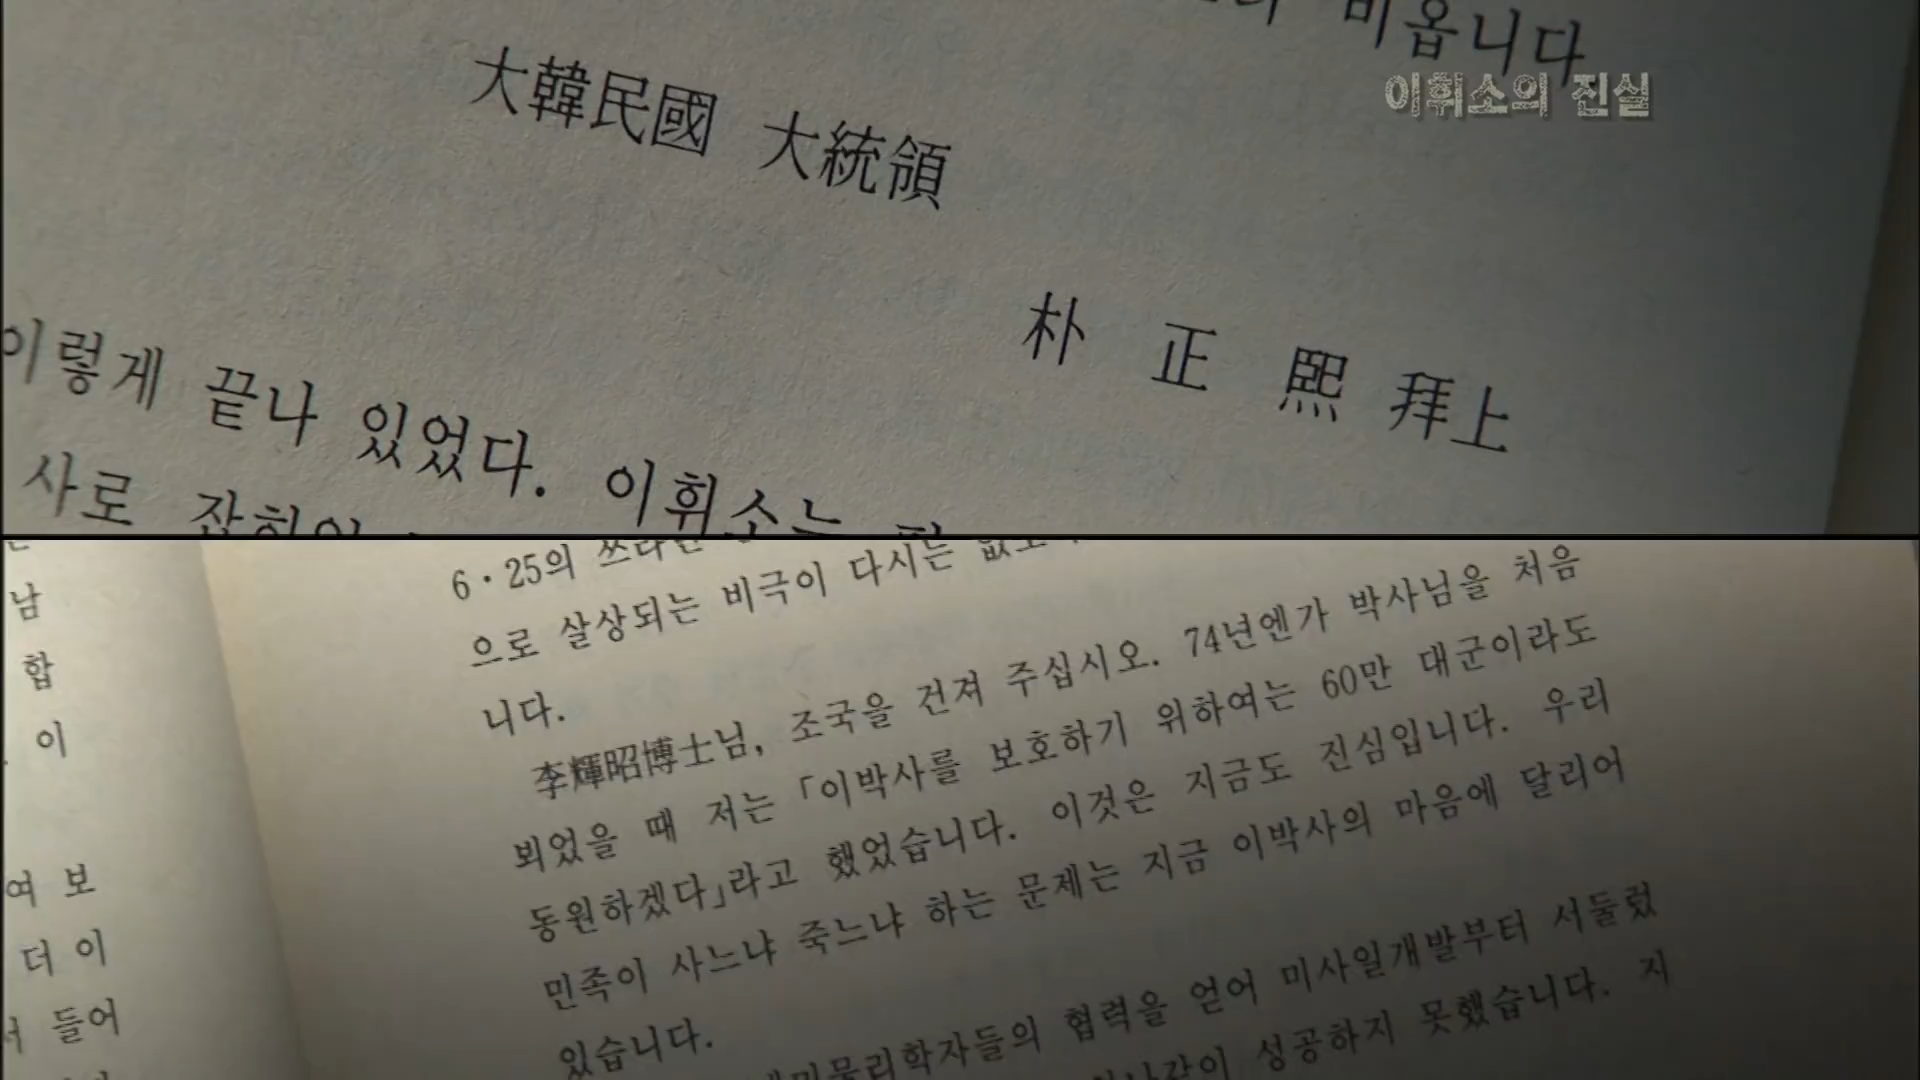 비옵니다
이휘소의 진실
大韓民國 大統領
朴 正 熙 拜上
이렇게 끝나 있었다. 이휘소는
사로
6·25의
으로 살상되는 비극이 다시는
니다.
李輝昭博士님, 조국을 건져 주십시오. 74년엔가 박사님을 처음
뵈었을 때 저는 「이박사를 보호하기 위하여는 60만 대군이라도
동원하겠다」라고 했었습니다. 이것은 지금도 진심입니다. 우리
민족이 사느냐 죽느냐 하는 문제는 지금 이박사의 마음에 달리어
있습니다.
재미물리학자들의 협력을 얻어 미사일개발부터 서둘렀
성공하지 못했습니다. 지
남
합
이
여 보
더 이
서 들어